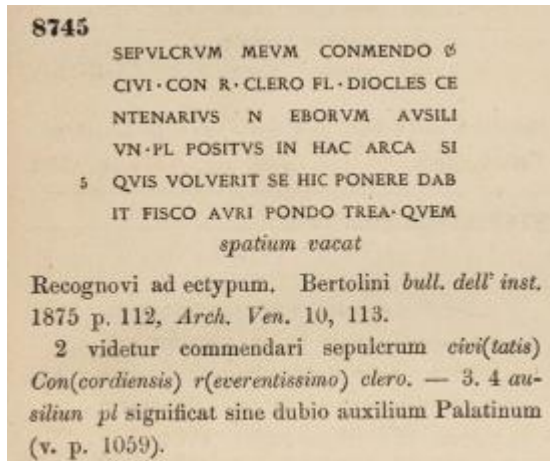 8745
SEPVLCRVM MEVM CONMENDO
CIVI·CON R·CLERO FL·DIOCLES CE
NTENARIVS N EBORVM AVSILI
VN·PL POSITVS IN HAC ARCA SI
5 QVIS VOLVERIT SE HIC PONERE DAB
IT FISCO AVRI PONDO TREA·QVEM
spatium vacat
Recognovi ad ectypum. Bertolini bull. dell' inst.
1875 p. 112, Arch. Ven. 10, 113.
2 videtur commendari sepulcrum civi(tatis)
Con(cordiensis) r(everentissimo) clero. — 3. 4 au-
siliun pl significat sine dubio auxilium Palatinum
(v. p. 1059).